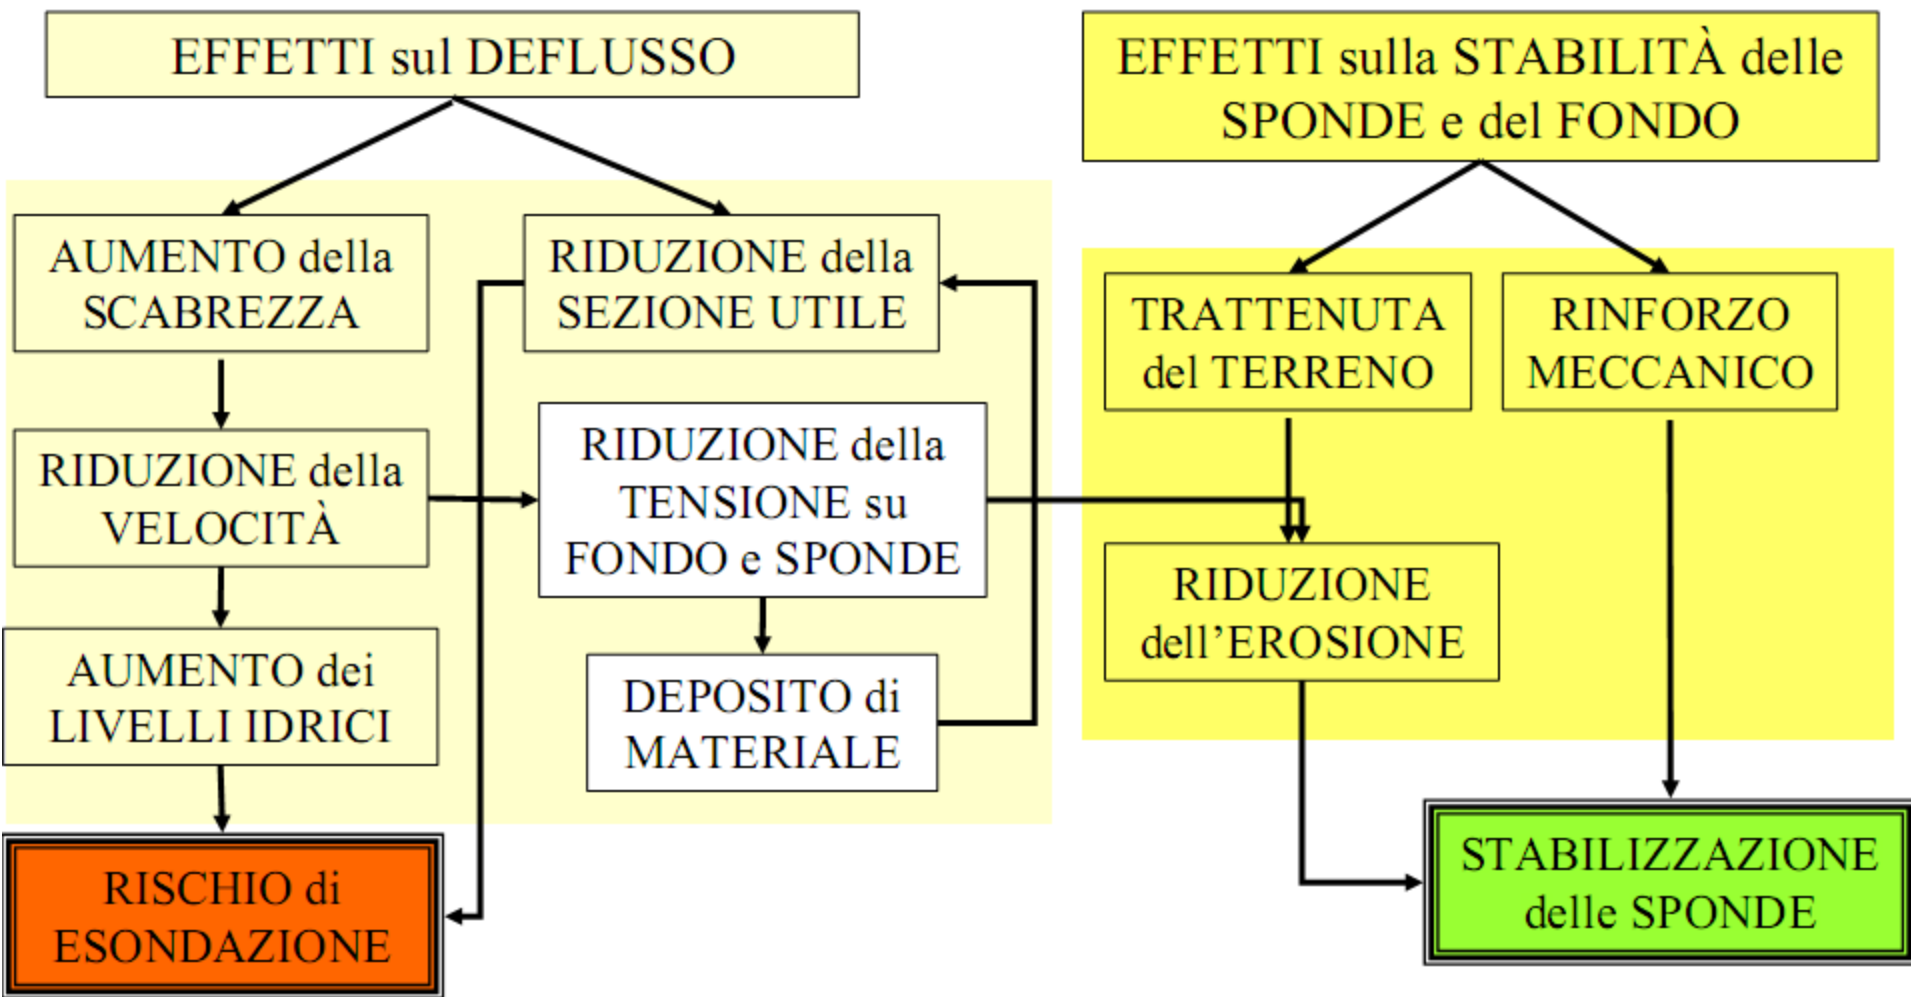 EFFETTI sul DEFLUSSO
EFFETTI sulla STABILITÀ delle
SPONDE e del FONDO
AUMENTO della
SCABREZZA
RIDUZIONE della
SEZIONE UTILE
TRATTENUTA
del TERRENO
RINFORZO
MECCANICO
RIDUZIONE della
VELOCITÀ
RIDUZIONE della
TENSIONE su
FONDO e SPONDE
RIDUZIONE
dell’EROSIONE
AUMENTO dei
LIVELLI IDRICI
DEPOSITO di
MATERIALE
RISCHIO di
ESONDAZIONE
STABILIZZAZIONE
delle SPONDE